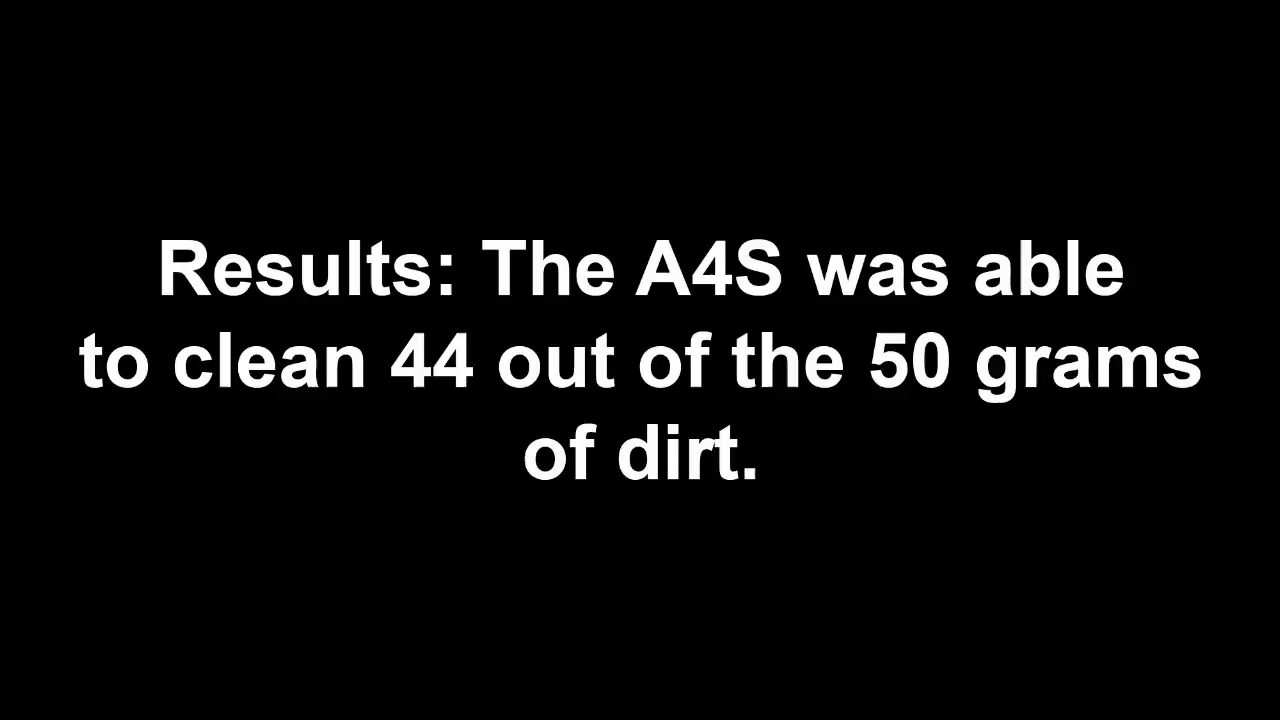 Results: The A4S was able
to clean 44 out of the 50 grams
of dirt.